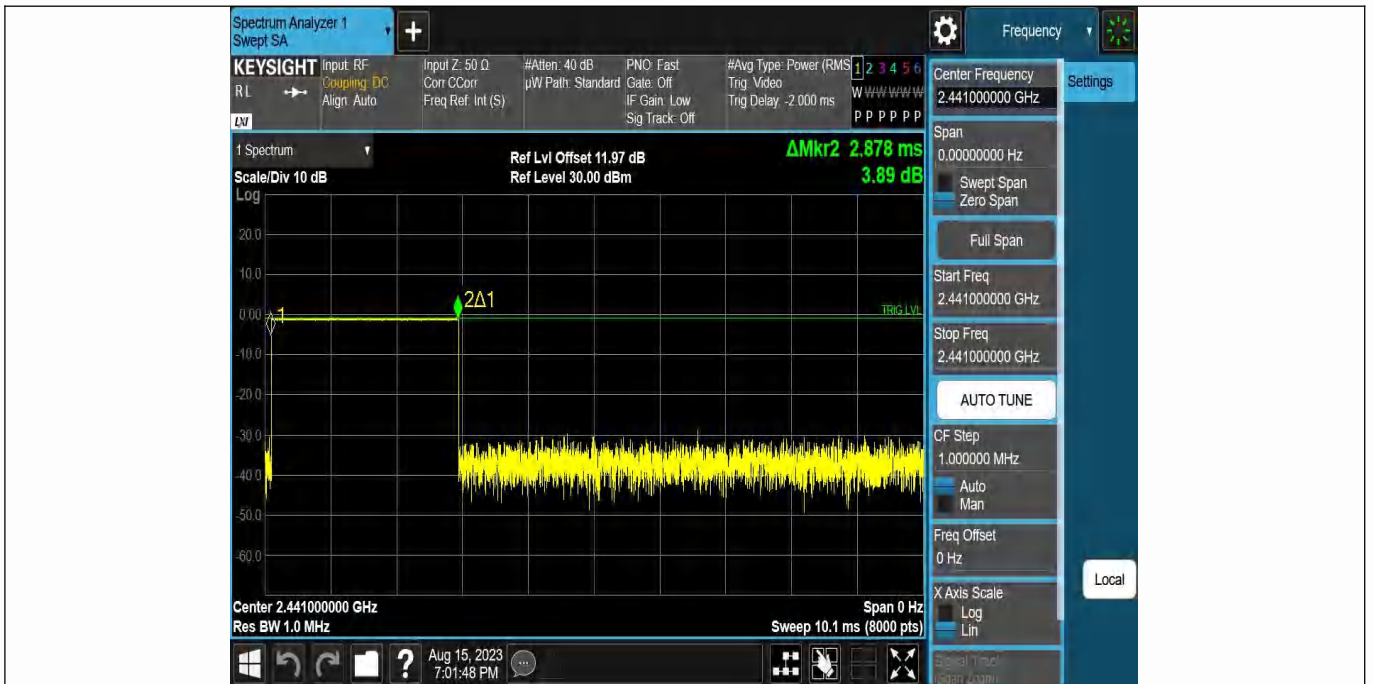 Spectrum Analyzer 1
Swept SA
+
Frequency
KEYSIGHT
RL
LXI
Input: RF
Coupling: DC
Align: Auto
Input Z: 50 Ω
Corr CCorr
Freq Ref: Int (S)
#Atten: 40 dB
µW Path: Standard
PNO: Fast
Gate: Off
IF Gain: Low
Sig Track: Off
#Avg Type: Power (RMS
Trig: Video
Trig Delay: -2.000 ms
1 2 3 4 5 6
W W W W W W
P P P P P P
Center Frequency
2.441000000 GHz
Settings
Span
0.00000000 Hz
Swept Span
Zero Span
Full Span
Start Freq
2.441000000 GHz
Stop Freq
2.441000000 GHz
AUTO TUNE
CF Step
1.000000 MHz
Auto
Man
Freq Offset
0 Hz
X Axis Scale
Log
Lin
Signal Track
(Span Zoom)
Local
1 Spectrum
Scale/Div 10 dB
Ref Lvl Offset 11.97 dB
Ref Level 30.00 dBm
ΔMkr2 2.878 ms
3.89 dB
Log
20.0
10.0
0.00
-10.0
-20.0
-30.0
-40.0
-50.0
-60.0
1
2Δ1
TRIG LVL
Center 2.441000000 GHz
Res BW 1.0 MHz
Span 0 Hz
Sweep 10.1 ms (8000 pts)
?
Aug 15, 2023
7:01:48 PM